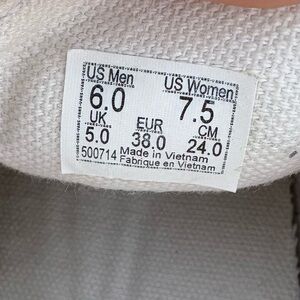 US Men US Women
6.0 7.5
UK EUR CM
5.0 38.0 24.0
500714 Made in Vietnam
Fabrique en Vietnam